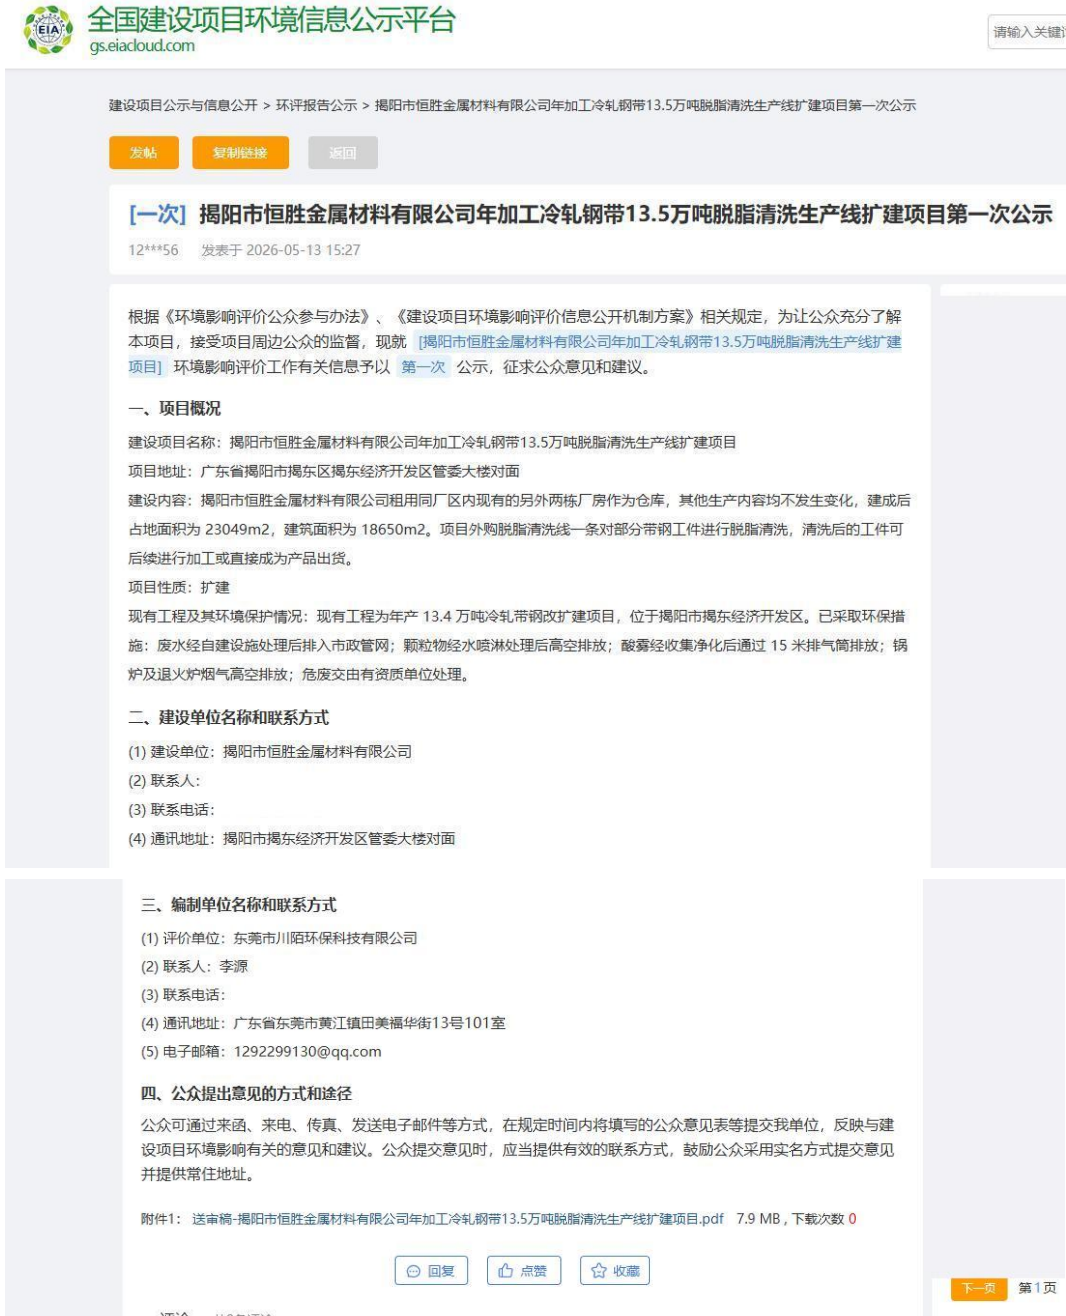 EIA
全国建设项目环境信息公示平台
gs.eiacloud.com
请输入关键
建设项目公示与信息公开 > 环评报告公示 > 揭阳市恒胜金属材料有限公司年加工冷轧钢带13.5万吨脱脂清洗生产线扩建项目第一次公示
发帖 复制链接 返回
[一次] 揭阳市恒胜金属材料有限公司年加工冷轧钢带13.5万吨脱脂清洗生产线扩建项目第一次公示
12***56 发表于 2026-05-13 15:27
根据《环境影响评价公众参与办法》、《建设项目环境影响评价信息公开机制方案》相关规定，为让公众充分了解
本项目，接受项目周边公众的监督，现就 [揭阳市恒胜金属材料有限公司年加工冷轧钢带13.5万吨脱脂清洗生产线扩建
项目] 环境影响评价工作有关信息予以 第一次 公示，征求公众意见和建议。
一、项目概况
建设项目名称：揭阳市恒胜金属材料有限公司年加工冷轧钢带13.5万吨脱脂清洗生产线扩建项目
项目地址：广东省揭阳市揭东区揭东经济开发区管委大楼对面
建设内容：揭阳市恒胜金属材料有限公司租用同厂区内现有的另外两栋厂房作为仓库，其他生产内容均不发生变化，建成后
占地面积为 23049m2，建筑面积为 18650m2。项目外购脱脂清洗线一条对部分带钢工件进行脱脂清洗，清洗后的工件可
后续进行加工或直接成为产品出货。
项目性质：扩建
现有工程及其环境保护情况：现有工程为年产 13.4 万吨冷轧带钢改扩建项目，位于揭阳市揭东经济开发区。已采取环保措
施：废水经自建设施处理后排入市政管网；颗粒物经水喷淋处理后高空排放；酸雾经收集净化后通过 15 米排气筒排放；锅
炉及退火炉烟气高空排放；危废交由有资质单位处理。
二、建设单位名称和联系方式
(1) 建设单位：揭阳市恒胜金属材料有限公司
(2) 联系人：
(3) 联系电话：
(4) 通讯地址：揭阳市揭东经济开发区管委大楼对面
三、编制单位名称和联系方式
(1) 评价单位：东莞市川陌环保科技有限公司
(2) 联系人：李源
(3) 联系电话：
(4) 通讯地址：广东省东莞市黄江镇田美福华街13号101室
(5) 电子邮箱：1292299130@qq.com
四、公众提出意见的方式和途径
公众可通过来函、来电、传真、发送电子邮件等方式，在规定时间内将填写的公众意见表等提交我单位，反映与建
设项目环境影响有关的意见和建议。公众提交意见时，应当提供有效的联系方式，鼓励公众采用实名方式提交意见
并提供常住地址。
附件1： 送审稿-揭阳市恒胜金属材料有限公司年加工冷轧钢带13.5万吨脱脂清洗生产线扩建项目.pdf 7.9 MB , 下载次数 0
回复 点赞 收藏
下一页 第1页